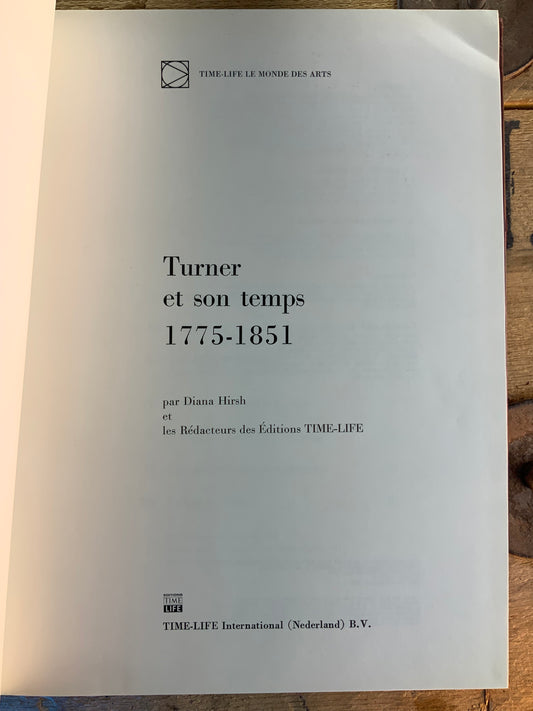 TIME-LIFE LE MONDE DES ARTS
Turner
et son temps
1775-1851
par Diana Hirsh
et
les Rédacteurs des Éditions TIME-LIFE
TIME
LIFE
TIME-LIFE International (Nederland) B.V.